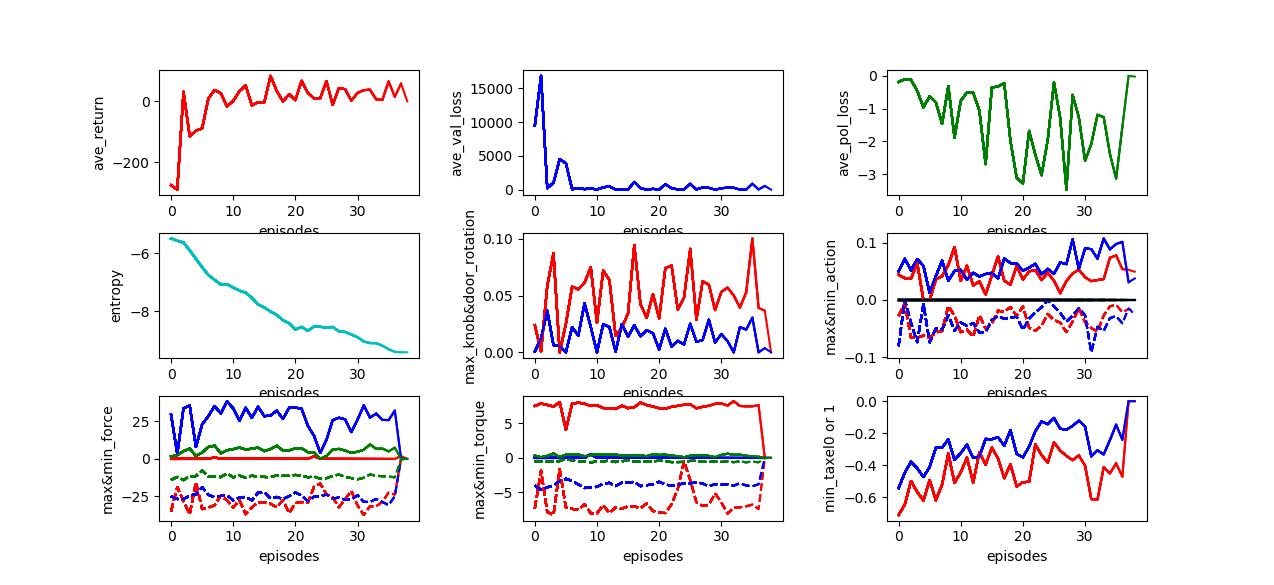 ave_return
0
−200
0 10 20 30
episodes
ave_val_loss
15000
10000
5000
0
0 10 20 30
episodes
ave_pol_loss
0
−1
−2
−3
0 10 20 30
episodes
entropy
−6
−8
0 10 20 30
episodes
max_knob&door_rotation
0.10
0.05
0.00
0 10 20 30
episodes
max&min_action
0.1
0.0
−0.1
0 10 20 30
episodes
max&min_force
25
0
−25
0 10 20 30
episodes
max&min_torque
5
0
−5
0 10 20 30
episodes
min_taxel0 or 1
0.0
−0.2
−0.4
−0.6
0 10 20 30
episodes